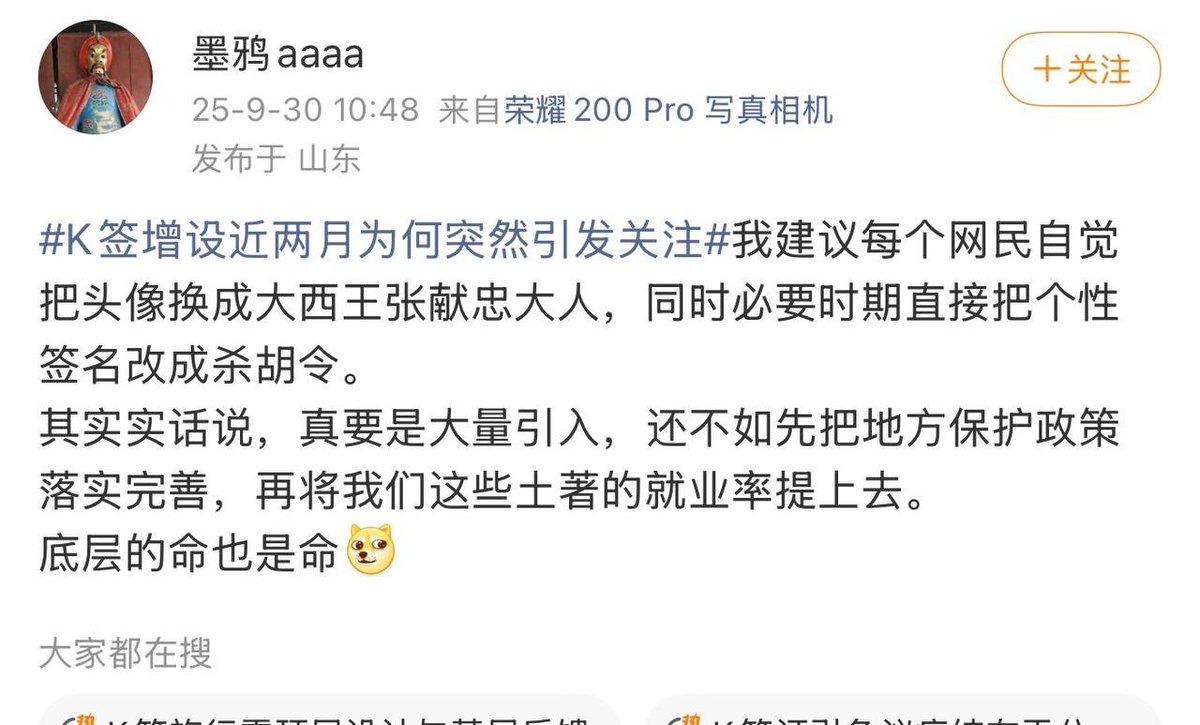 墨鸦aaaa
+关注
25-9-30 10:48 来自荣耀200 Pro 写真相机
发布于 山东
#K签增设近两月为何突然引发关注#我建议每个网民自觉
把头像换成大西王张献忠大人，同时必要时期直接把个性
签名改成杀胡令。
其实实话说，真要是大量引入，还不如先把地方保护政策
落实完善，再将我们这些土著的就业率提上去。
底层的命也是命
大家都在搜